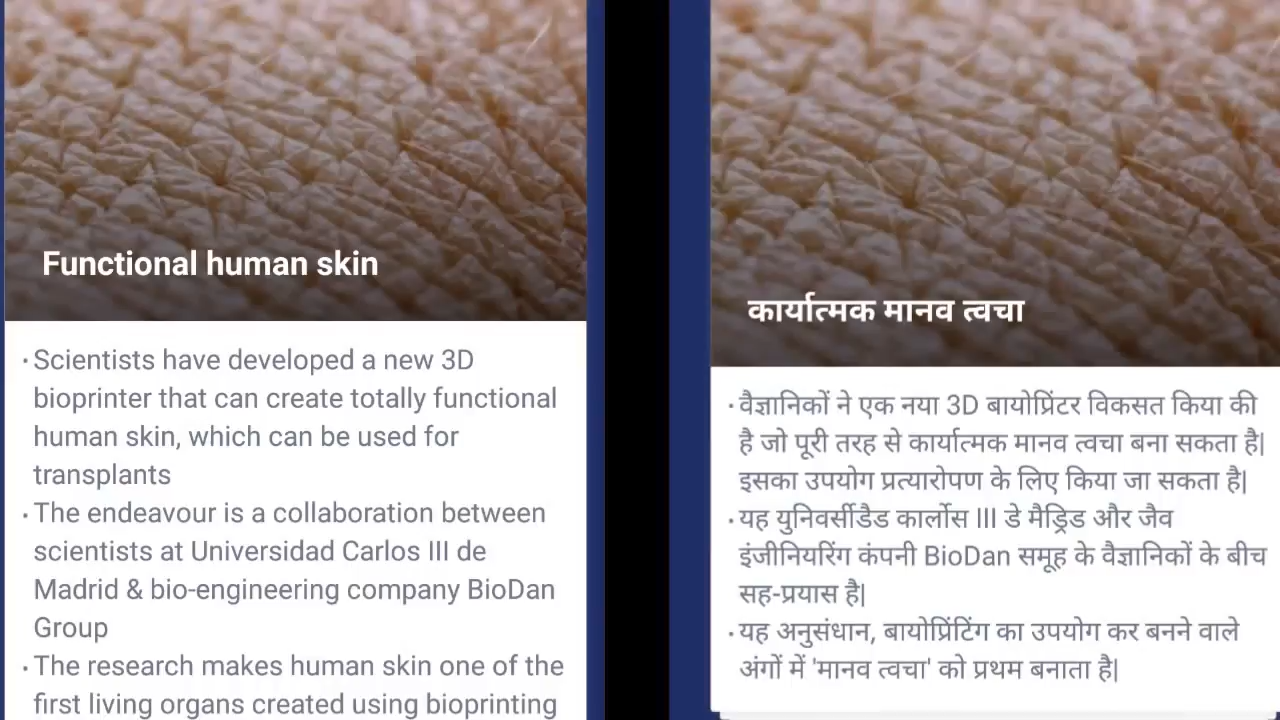 Functional human skin
· Scientists have developed a new 3D
bioprinter that can create totally functional
human skin, which can be used for
transplants
· The endeavour is a collaboration between
scientists at Universidad Carlos III de
Madrid & bio-engineering company BioDan
Group
· The research makes human skin one of the
first living organs created using bioprinting
कार्यात्मक मानव त्वचा
· वैज्ञानिकों ने एक नया 3D बायोप्रिंटर विकसत किया की
है जो पूरी तरह से कार्यात्मक मानव त्वचा बना सकता है|
इसका उपयोग प्रत्यारोपण के लिए किया जा सकता है|
· यह युनिवर्सीडैड कार्लोस III डे मैड्रिड और जैव
इंजीनियरिंग कंपनी BioDan समूह के वैज्ञानिकों के बीच
सह-प्रयास है|
· यह अनुसंधान, बायोप्रिंटिंग का उपयोग कर बनने वाले
अंगों में 'मानव त्वचा' को प्रथम बनाता है|